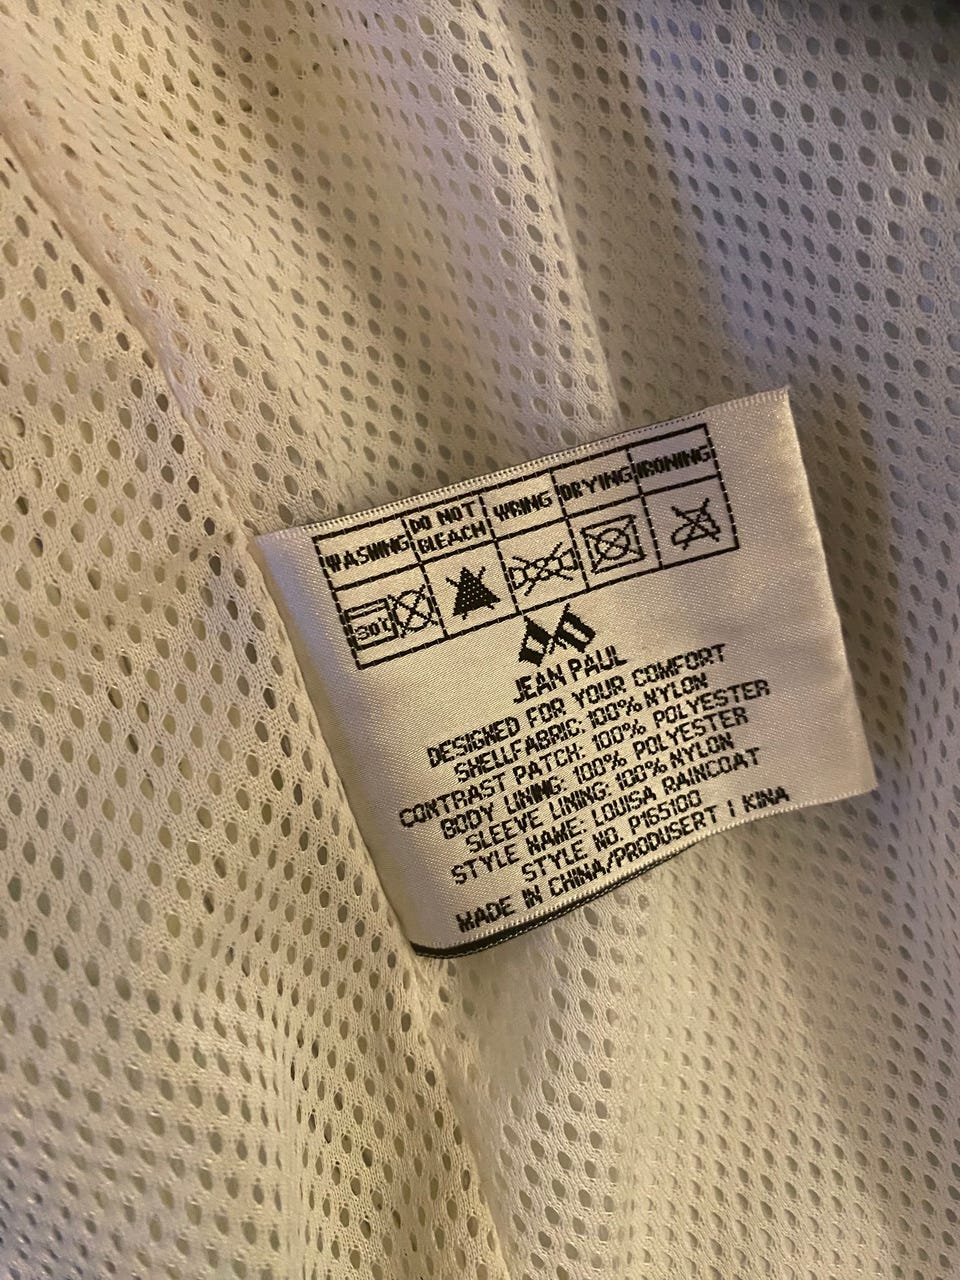 WASHING DO NOT BLEACH WRING DRYING IRONING
30°C
JEAN PAUL
DESIGNED FOR YOUR COMFORT
SHELLFABRIC: 100% NYLON
CONTRAST PATCH: 100% POLYESTER
BODY LINING: 100% POLYESTER
SLEEVE LINING: 100% NYLON
STYLE NAME: LOUISA RAINCOAT
STYLE NO. P165100
MADE IN CHINA/PRODUSERT I KINA